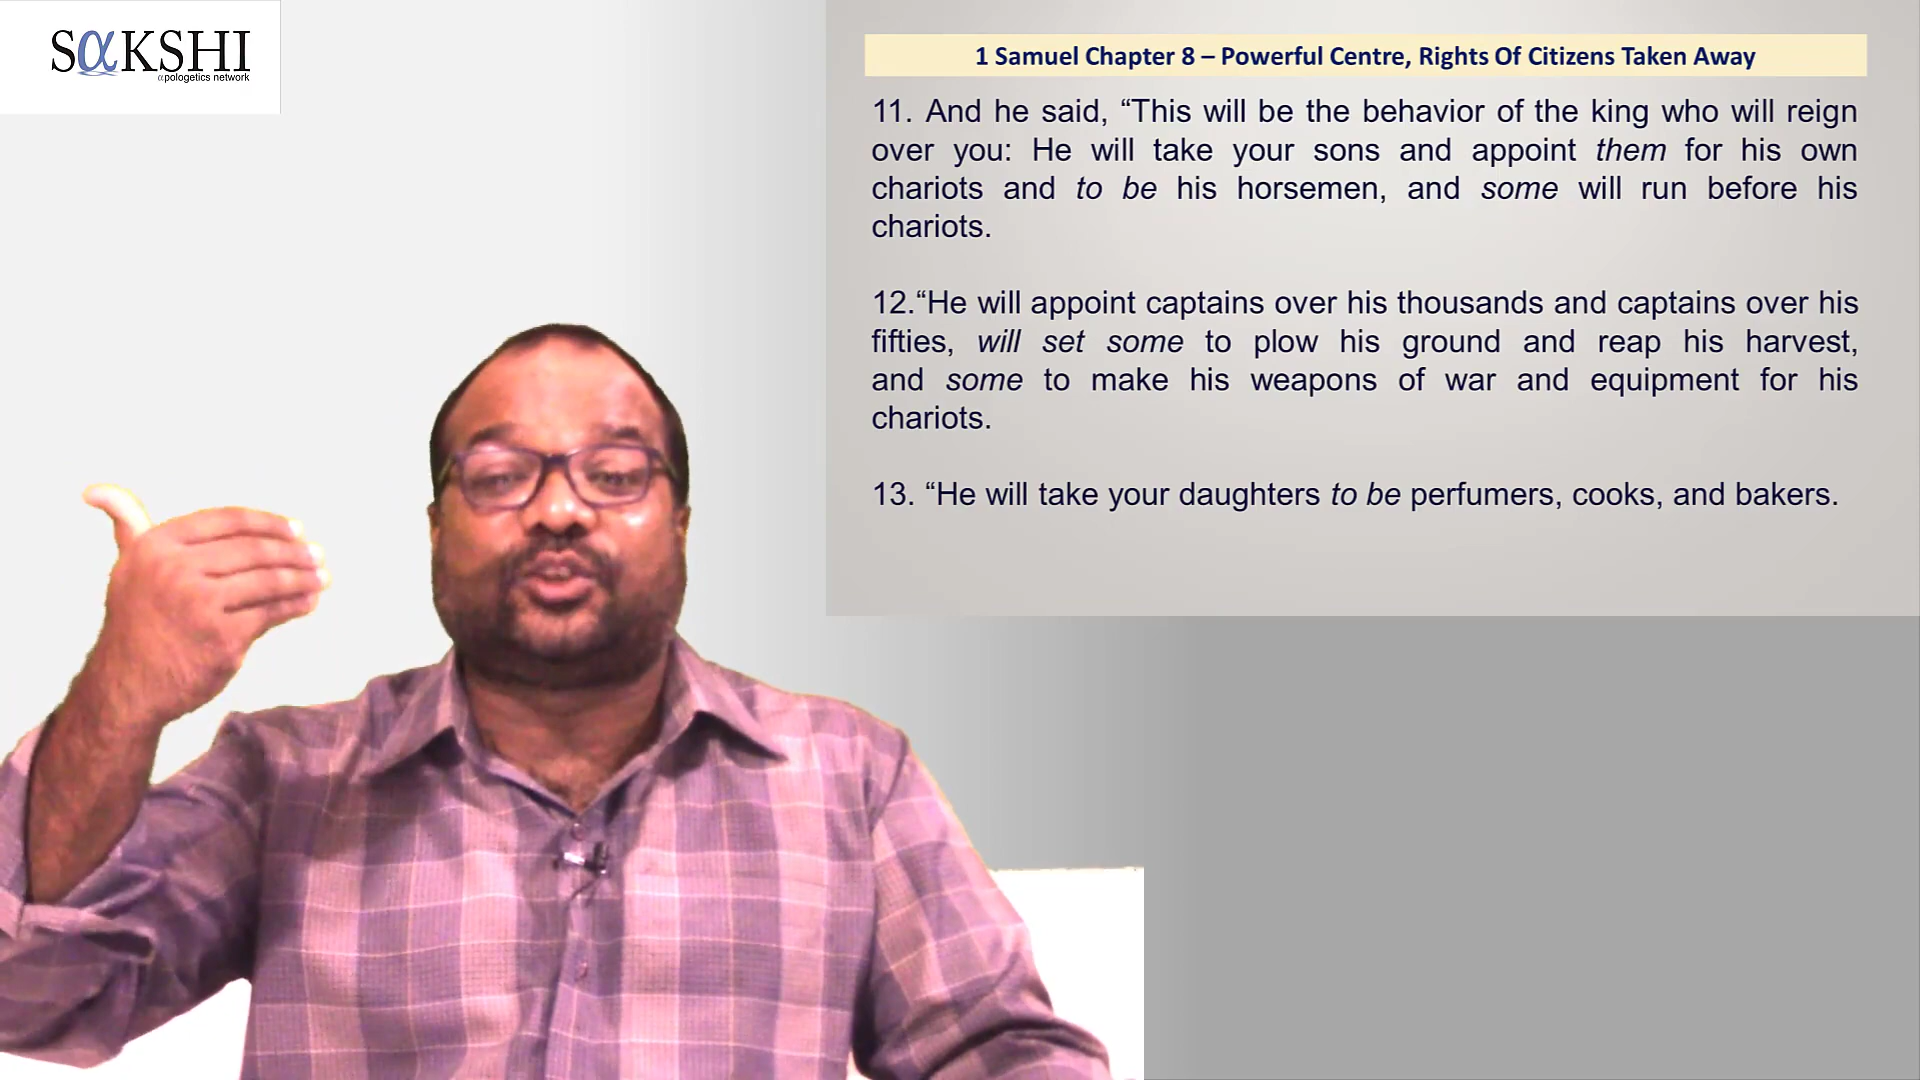 SαKSHI
αpologetics network
1 Samuel Chapter 8 – Powerful Centre, Rights Of Citizens Taken Away
11. And he said, “This will be the behavior of the king who will reign
over you: He will take your sons and appoint them for his own
chariots and to be his horsemen, and some will run before his
chariots.
12.“He will appoint captains over his thousands and captains over his
fifties, will set some to plow his ground and reap his harvest,
and some to make his weapons of war and equipment for his
chariots.
13. “He will take your daughters to be perfumers, cooks, and bakers.